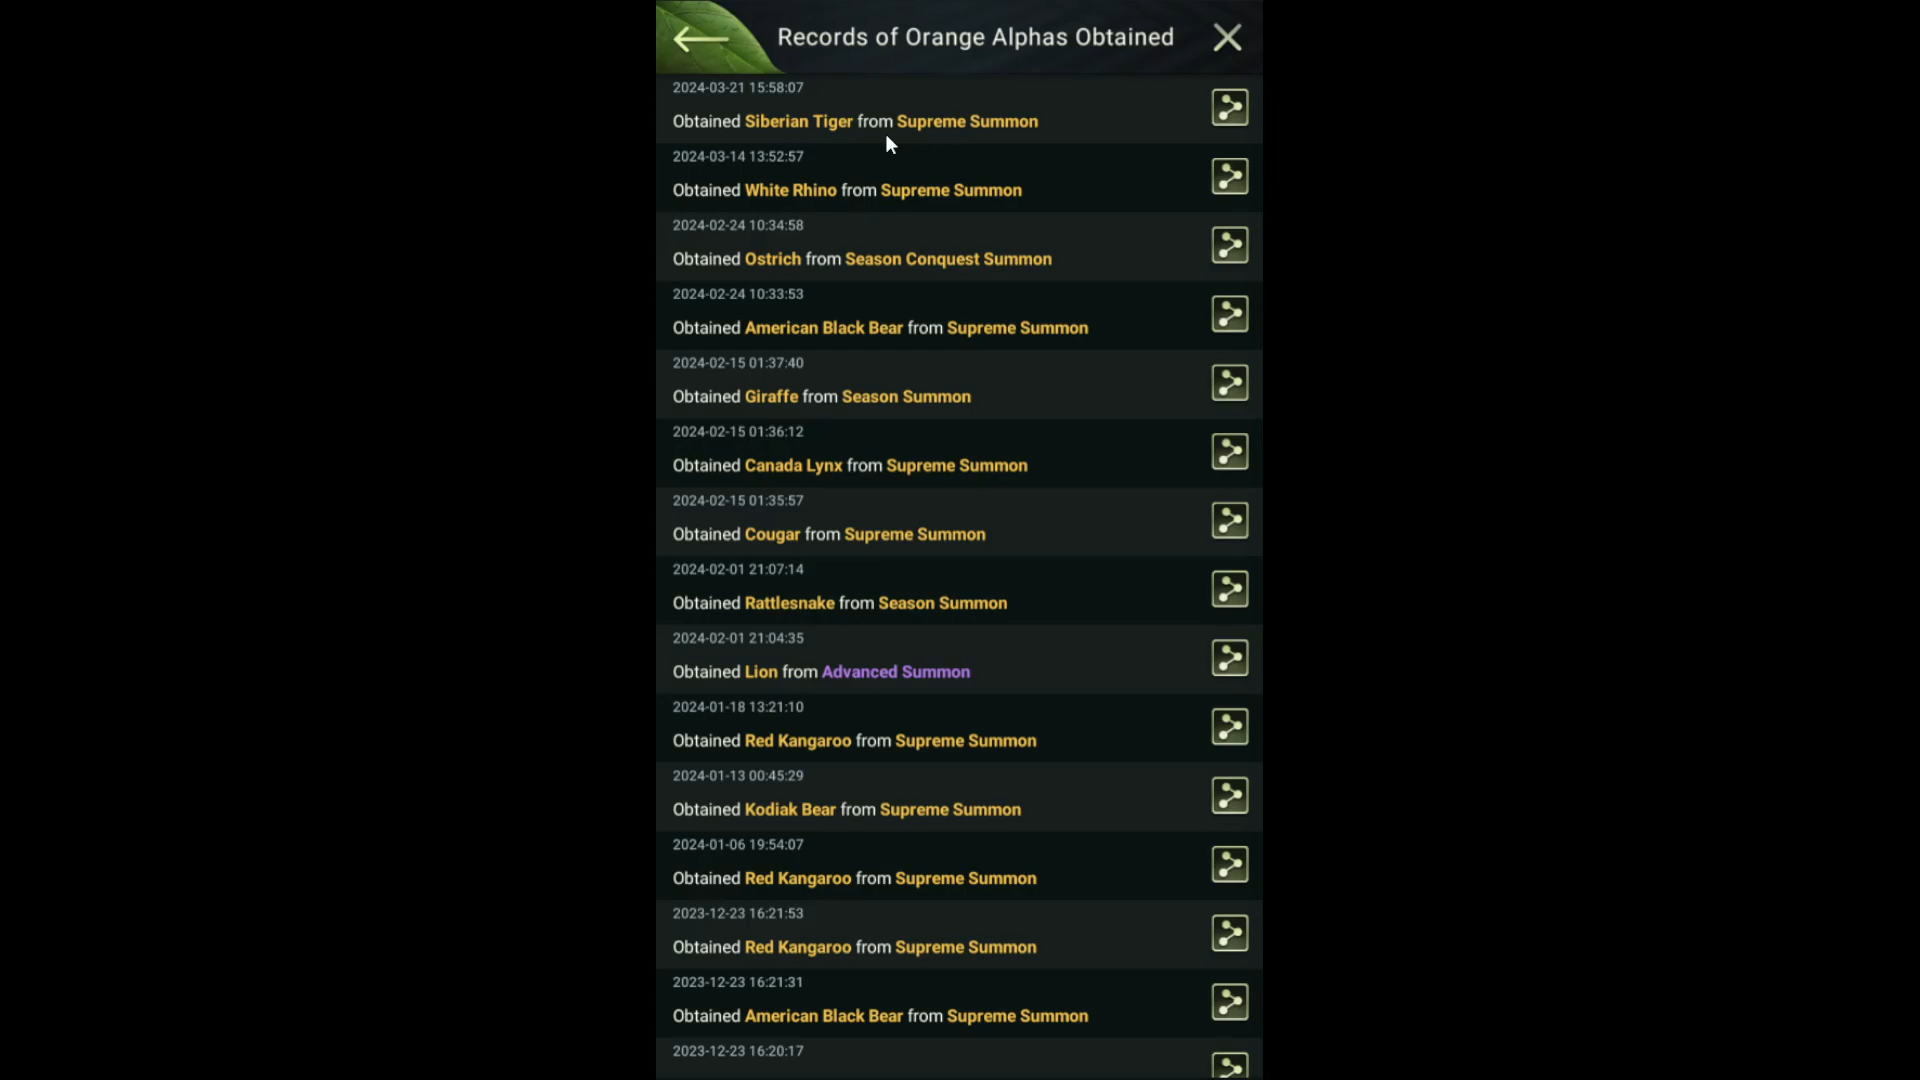 Records of Orange Alphas Obtained
2024-03-21 15:58:07
Obtained Siberian Tiger from Supreme Summon
2024-03-14 13:52:57
Obtained White Rhino from Supreme Summon
2024-02-24 10:34:58
Obtained Ostrich from Season Conquest Summon
2024-02-24 10:33:53
Obtained American Black Bear from Supreme Summon
2024-02-15 01:37:40
Obtained Giraffe from Season Summon
2024-02-15 01:36:12
Obtained Canada Lynx from Supreme Summon
2024-02-15 01:35:57
Obtained Cougar from Supreme Summon
2024-02-01 21:07:14
Obtained Rattlesnake from Season Summon
2024-02-01 21:04:35
Obtained Lion from Advanced Summon
2024-01-18 13:21:10
Obtained Red Kangaroo from Supreme Summon
2024-01-13 00:45:29
Obtained Kodiak Bear from Supreme Summon
2024-01-06 19:54:07
Obtained Red Kangaroo from Supreme Summon
2023-12-23 16:21:53
Obtained Red Kangaroo from Supreme Summon
2023-12-23 16:21:31
Obtained American Black Bear from Supreme Summon
2023-12-23 16:20:17